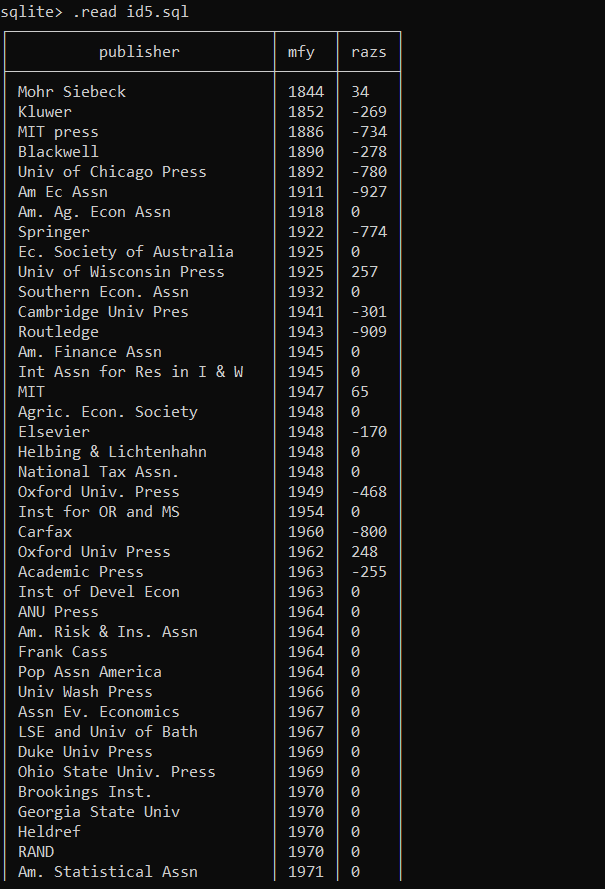 sqlite> .read id5.sql
publisher mfy razs
Mohr Siebeck 1844 34
Kluwer 1852 -269
MIT press 1886 -734
Blackwell 1890 -278
Univ of Chicago Press 1892 -780
Am Ec Assn 1911 -927
Am. Ag. Econ Assn 1918 0
Springer 1922 -774
Ec. Society of Australia 1925 0
Univ of Wisconsin Press 1925 257
Southern Econ. Assn 1932 0
Cambridge Univ Pres 1941 -301
Routledge 1943 -909
Am. Finance Assn 1945 0
Int Assn for Res in I & W 1945 0
MIT 1947 65
Agric. Econ. Society 1948 0
Elsevier 1948 -170
Helbing & Lichtenhahn 1948 0
National Tax Assn. 1948 0
Oxford Univ. Press 1949 -468
Inst for OR and MS 1954 0
Carfax 1960 -800
Oxford Univ Press 1962 248
Academic Press 1963 -255
Inst of Devel Econ 1963 0
ANU Press 1964 0
Am. Risk & Ins. Assn 1964 0
Frank Cass 1964 0
Pop Assn America 1964 0
Univ Wash Press 1966 0
Assn Ev. Economics 1967 0
LSE and Univ of Bath 1967 0
Duke Univ Press 1969 0
Ohio State Univ. Press 1969 0
Brookings Inst. 1970 0
Georgia State Univ 1970 0
Heldref 1970 0
RAND 1970 0
Am. Statistical Assn 1971 0